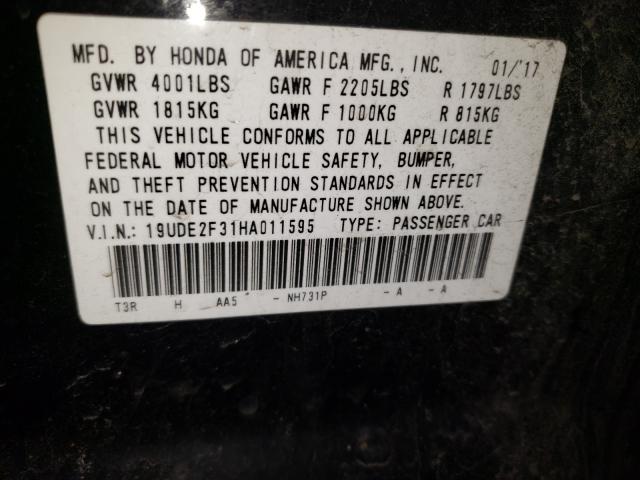 MFD. BY HONDA OF AMERICA MFG., INC. 01/'17
GVWR 4001LBS GAWR F 2205LBS R 1797LBS
GVWR 1815KG GAWR F 1000KG R 815KG
THIS VEHICLE CONFORMS TO ALL APPLICABLE
FEDERAL MOTOR VEHICLE SAFETY, BUMPER,
AND THEFT PREVENTION STANDARDS IN EFFECT
ON THE DATE OF MANUFACTURE SHOWN ABOVE.
V.I.N.: 19UDE2F31HA011595 TYPE: PASSENGER CAR
T3R H AA5 - NH731P - A - A